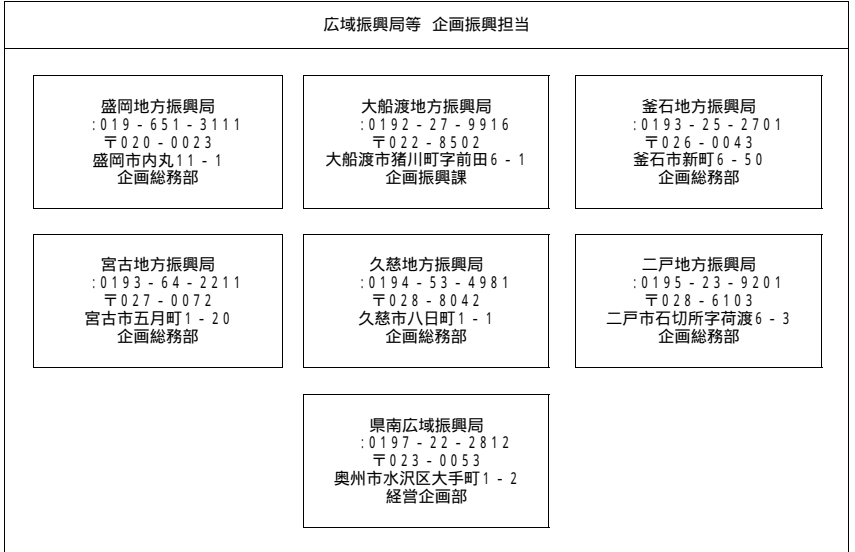 広域振興局等 企画振興担当
盛岡地方振興局
:019-651-3111
〒020-0023
盛岡市内丸11-1
企画総務部
大船渡地方振興局
:0192-27-9916
〒022-8502
大船渡市猪川町字前田6-1
企画振興課
釜石地方振興局
:0193-25-2701
〒026-0043
釜石市新町6-50
企画総務部
宮古地方振興局
:0193-64-2211
〒027-0072
宮古市五月町1-20
企画総務部
久慈地方振興局
:0194-53-4981
〒028-8042
久慈市八日町1-1
企画総務部
二戸地方振興局
:0195-23-9201
〒028-6103
二戸市石切所字荷渡6-3
企画総務部
県南広域振興局
:0197-22-2812
〒023-0053
奥州市水沢区大手町1-2
経営企画部